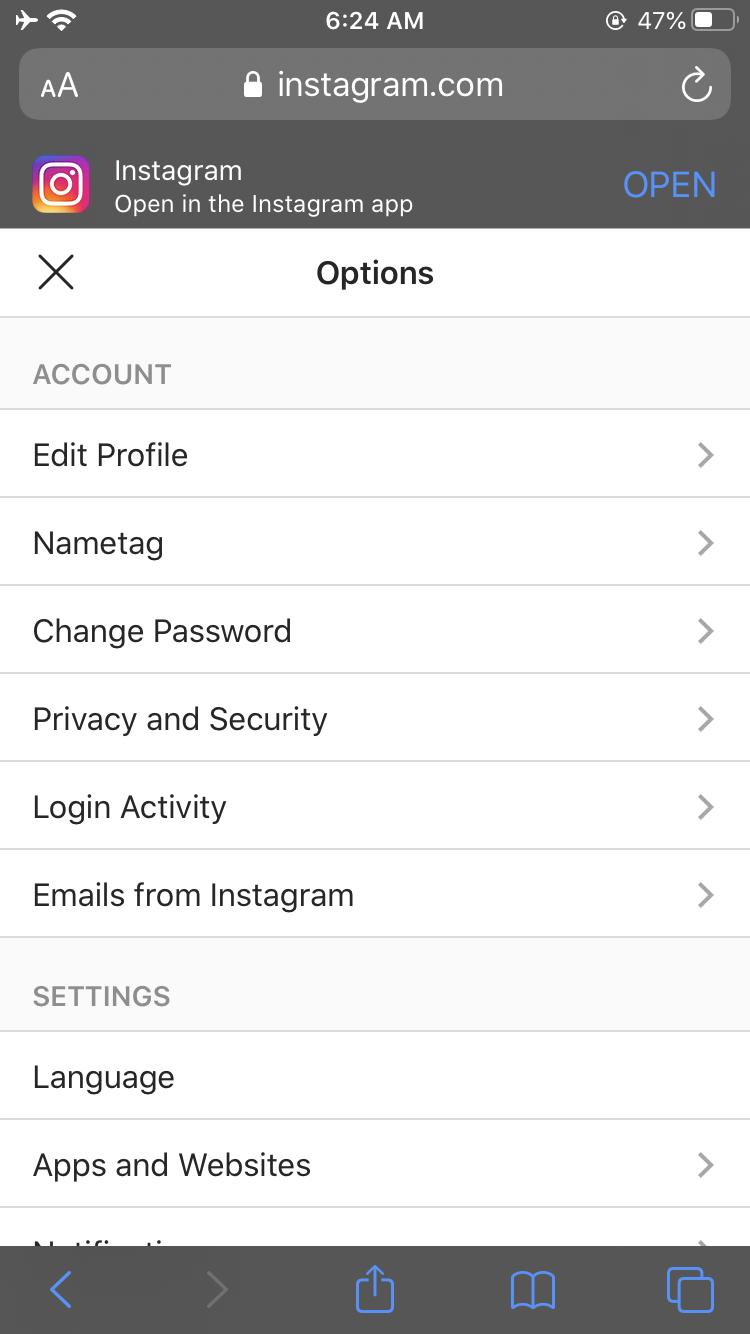 6:24 AM
47%
AA
instagram.com
Instagram
Open in the Instagram app
OPEN
Options
ACCOUNT
Edit Profile
Nametag
Change Password
Privacy and Security
Login Activity
Emails from Instagram
SETTINGS
Language
Apps and Websites